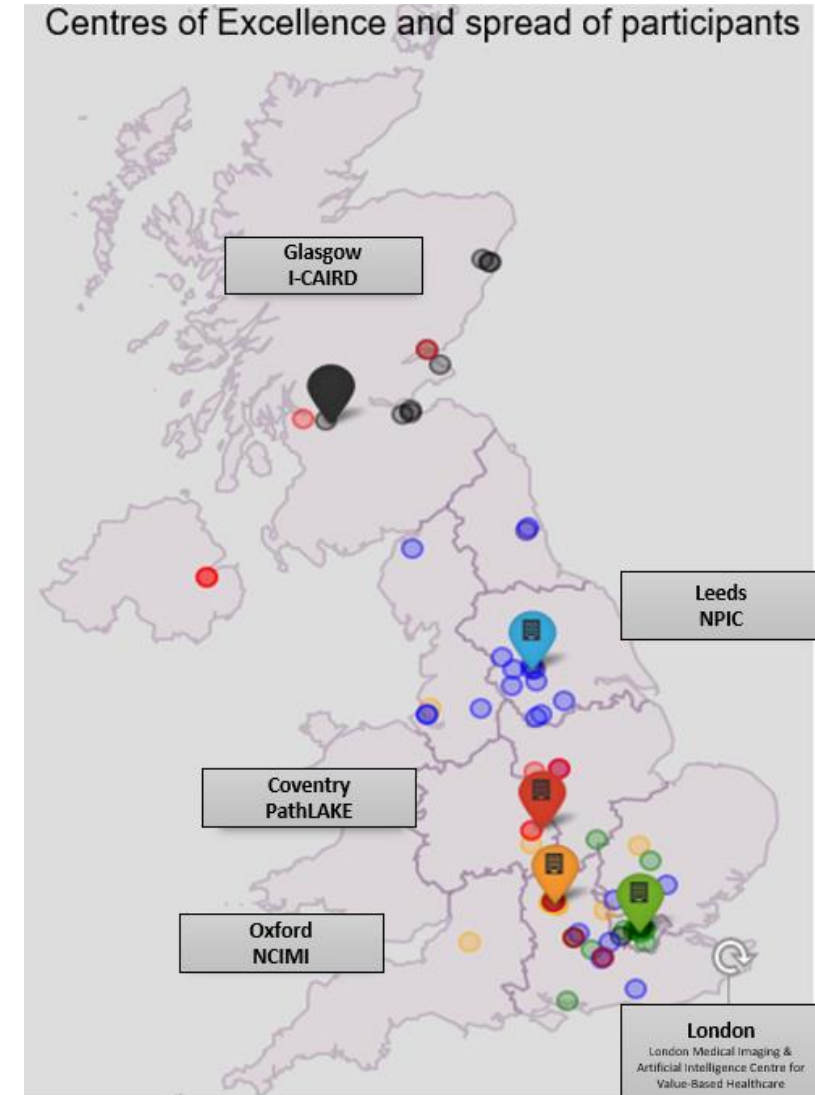 Centres of Excellence and spread of participants
Glasgow
I-CAIRD
Leeds
NPIC
Coventry
PathLAKE
Oxford
NCIMI
London
London Medical Imaging &
Artificial Intelligence Centre for
Value-Based Healthcare